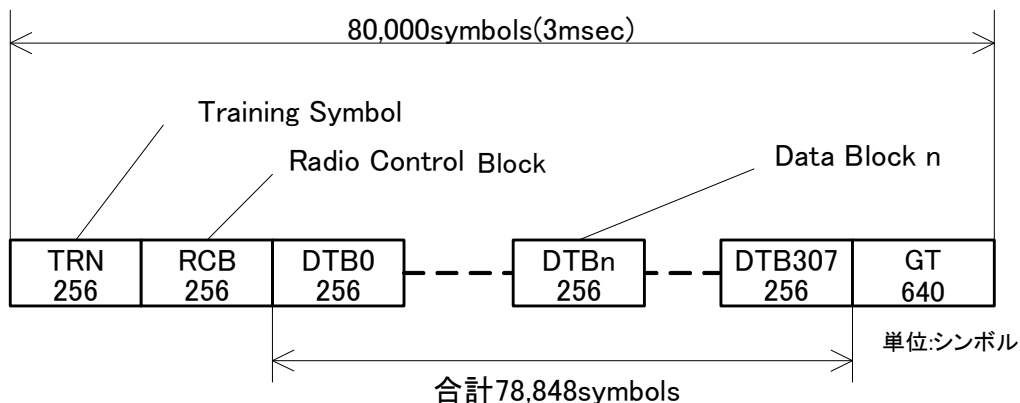 80,000symbols(3msec)
Training Symbol
Radio Control Block
Data Block n
TRN
256
RCB
256
DTB0
256
DTBn
256
DTB307
256
GT
640
単位:シンボル
合計78,848symbols